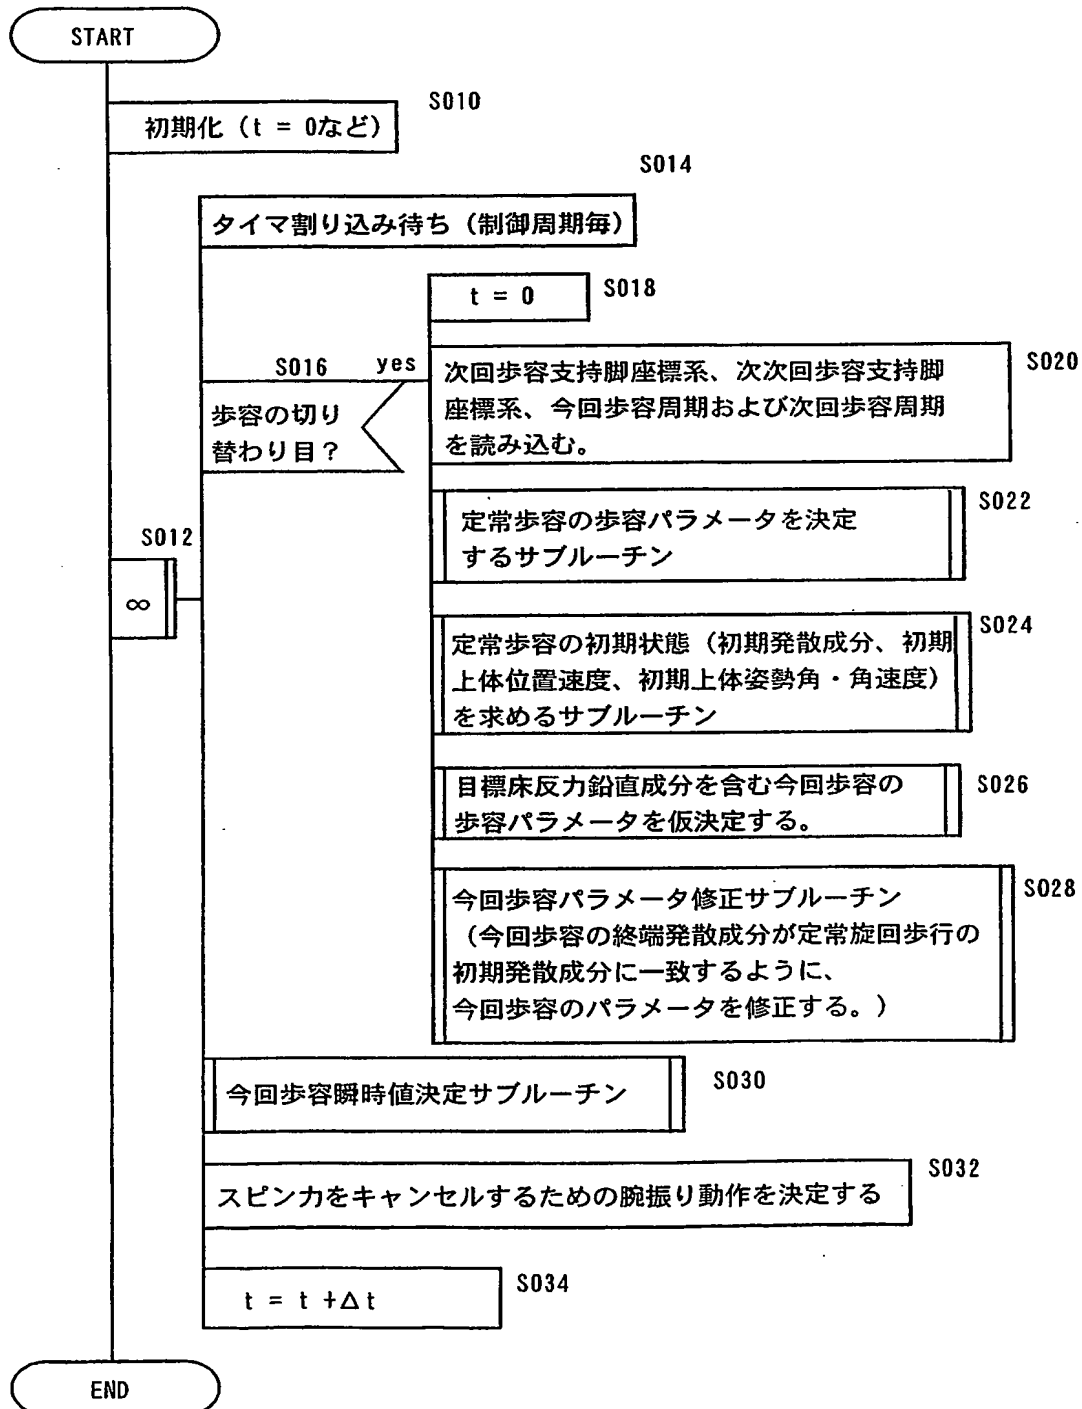 START
S010
初期化（t = 0など）
S014
タイマ割り込み待ち（制御周期毎）
t = 0
S018
S016
yes
歩容の切り
替わり目？
S020
次回歩容支持脚座標系、次次回歩容支持脚
座標系、今回歩容周期および次回歩容周期
を読み込む。
S022
定常歩容の歩容パラメータを決定
するサブルーチン
S012
∞
S024
定常歩容の初期状態（初期発散成分、初期
上体位置速度、初期上体姿勢角・角速度）
を求めるサブルーチン
S026
目標床反力鉛直成分を含む今回歩容の
歩容パラメータを仮決定する。
S028
今回歩容パラメータ修正サブルーチン
（今回歩容の終端発散成分が定常旋回歩行の
初期発散成分に一致するように、
今回歩容のパラメータを修正する。）
今回歩容瞬時値決定サブルーチン
S030
S032
スピン力をキャンセルするための腕振り動作を決定する
S034
t = t +Δt
END